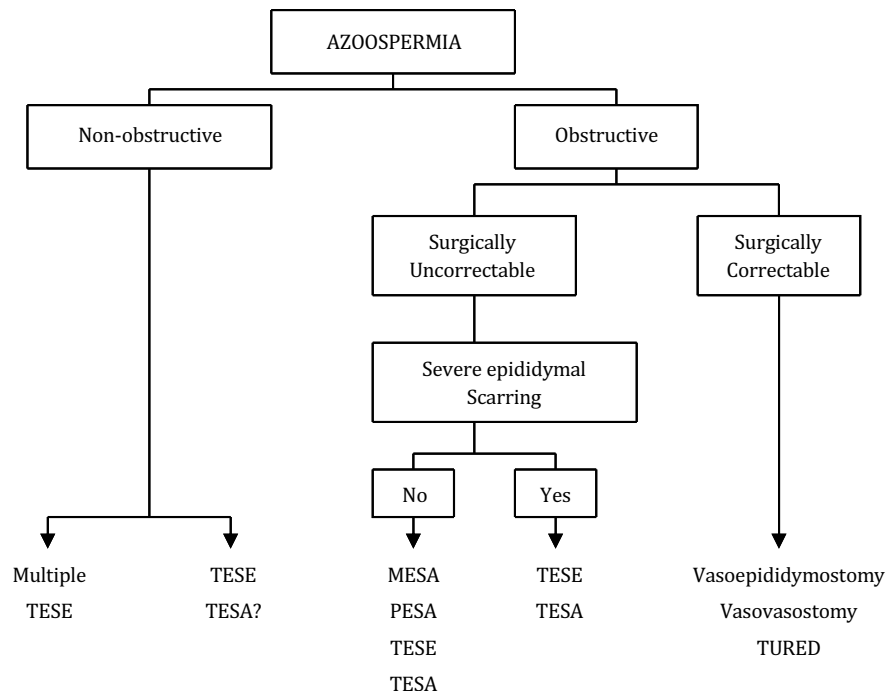 AZOOSPERMIA
Non-obstructive
Obstructive
Surgically
Uncorrectable
Surgically
Correctable
Severe epididymal
Scarring
No
Yes
Multiple
TESE
TESE
TESA?
MESA
PESA
TESE
TESA
TESE
TESA
Vasoepididymostomy
Vasovasostomy
TURED